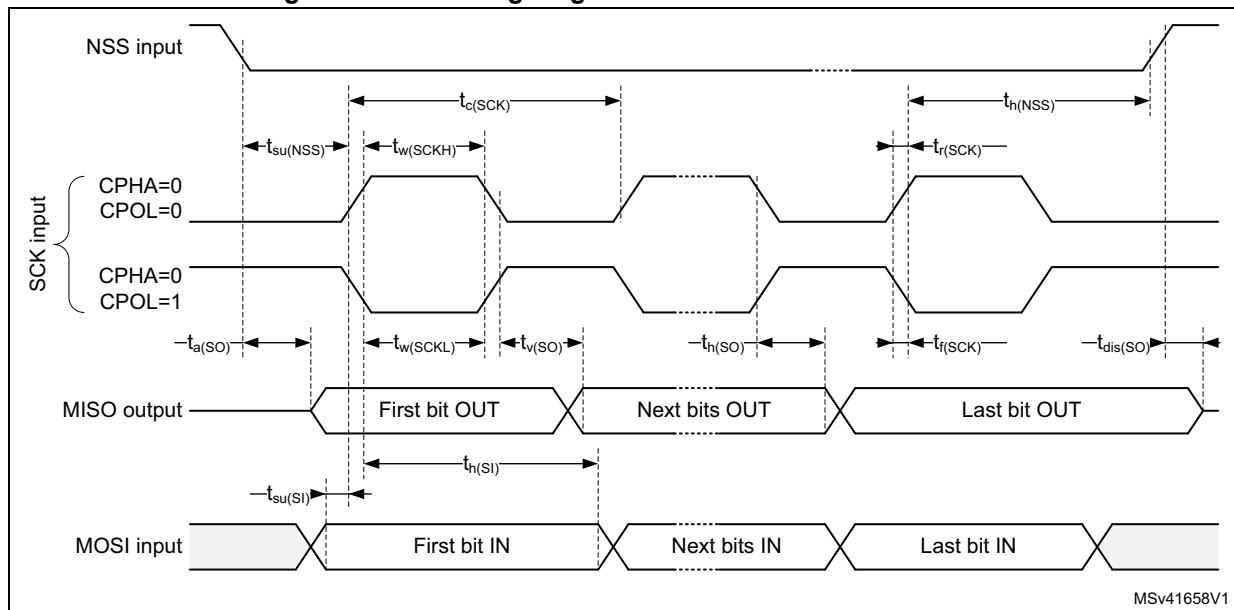 NSS input
tc(SCK)
th(NSS)
tsu(NSS)
tw(SCKH)
tr(SCK)
SCK input
CPHA=0
CPOL=0
CPHA=0
CPOL=1
ta(SO)
tw(SCKL)
tv(SO)
th(SO)
tf(SCK)
tdis(SO)
MISO output
First bit OUT
Next bits OUT
Last bit OUT
th(SI)
tsu(SI)
MOSI input
First bit IN
Next bits IN
Last bit IN
MSv41658V1